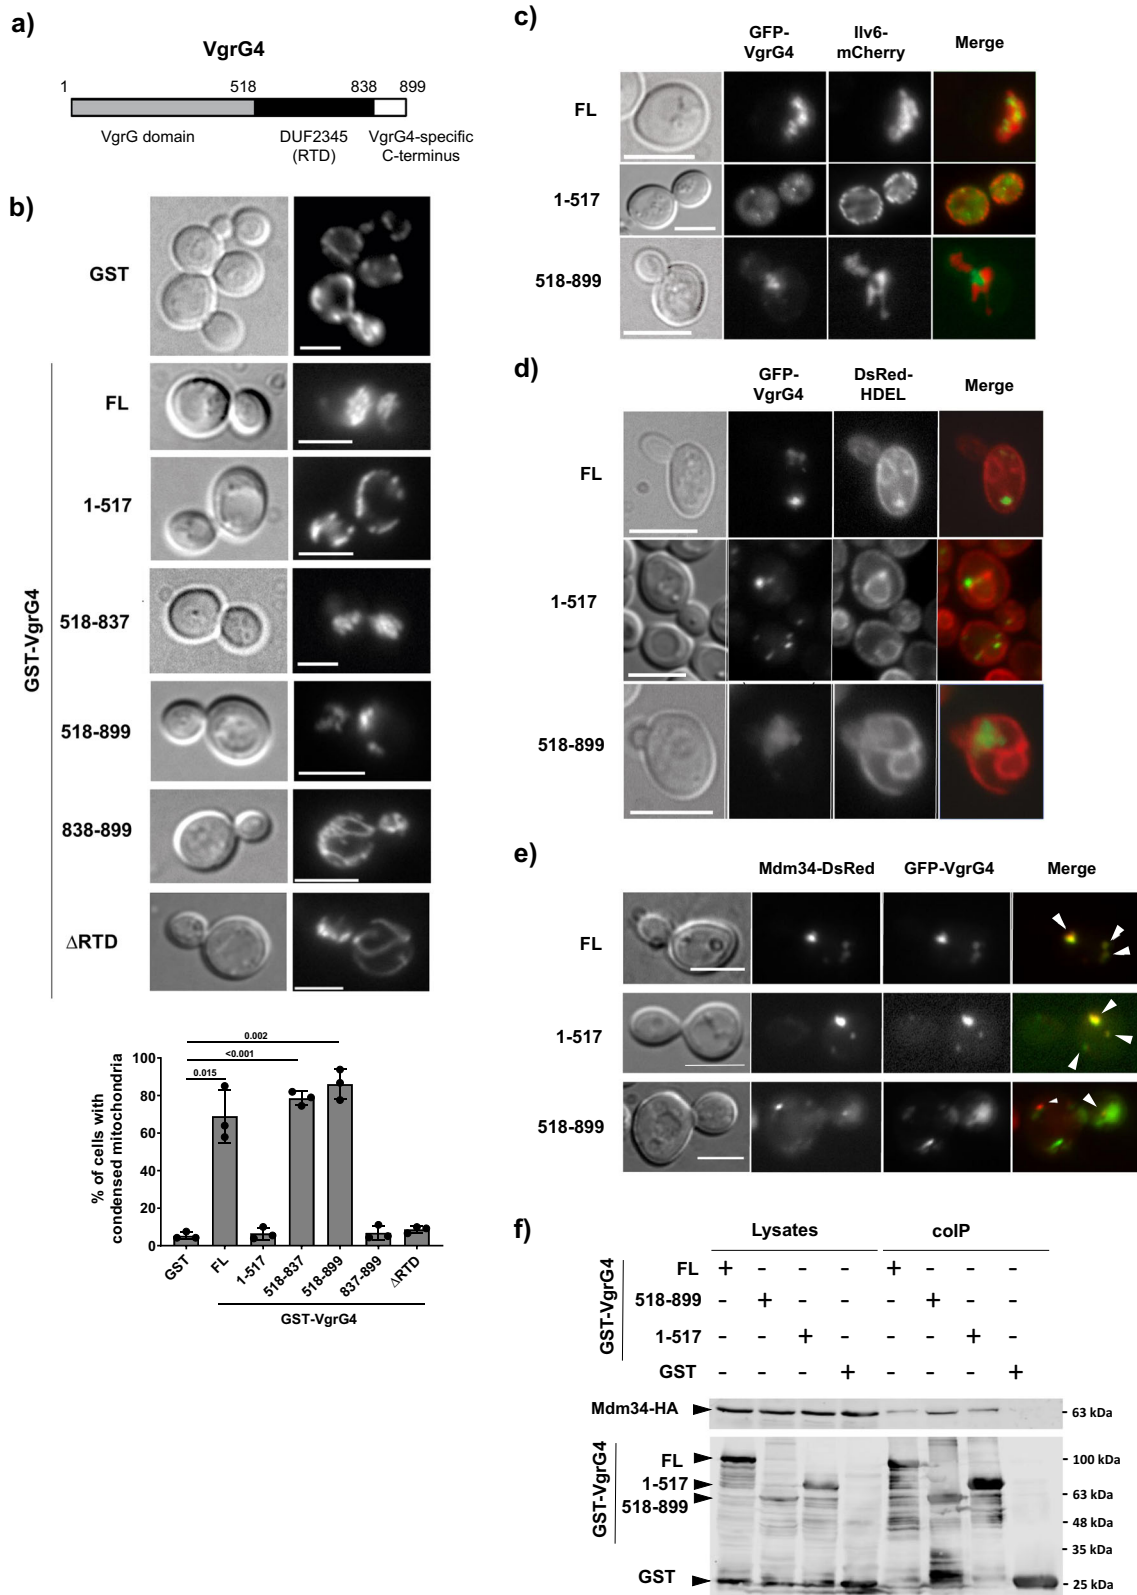 a)
VgrG4
1 518 838 899
VgrG domain DUF2345 VgrG4-specific
(RTD) C-terminus
b)
GST
FL
1-517
518-837
518-899
838-899
ΔRTD
GST-VgrG4
0.002
<0.001
0.015
100
80
60
40
20
0
% of cells with
condensed mitochondria
GST FL 1-517 518-837 518-899 837-899 ΔRTD
GST-VgrG4
c)
GFP- Ilv6- Merge
VgrG4 mCherry
FL
1-517
518-899
d)
GFP- DsRed- Merge
VgrG4 HDEL
FL
1-517
518-899
e)
Mdm34-DsRed GFP-VgrG4 Merge
FL
1-517
518-899
f)
Lysates coIP
GST-VgrG4
FL + - - - + - - -
518-899 - + - - - + - -
1-517 - - + - - - + -
GST - - - + - - - +
Mdm34-HA - 63 kDa
GST-VgrG4
FL - 100 kDa
1-517 - 63 kDa
518-899 - 48 kDa
- 35 kDa
GST - 25 kDa